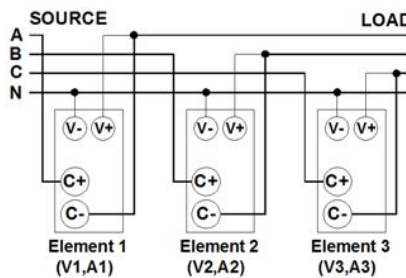 SOURCE LOAD
A
B
C
N
V- V+ V- V+ V- V+
C+ C+ C+
C- C- C-
Element 1 Element 2 Element 3
(V1,A1) (V2,A2) (V3,A3)